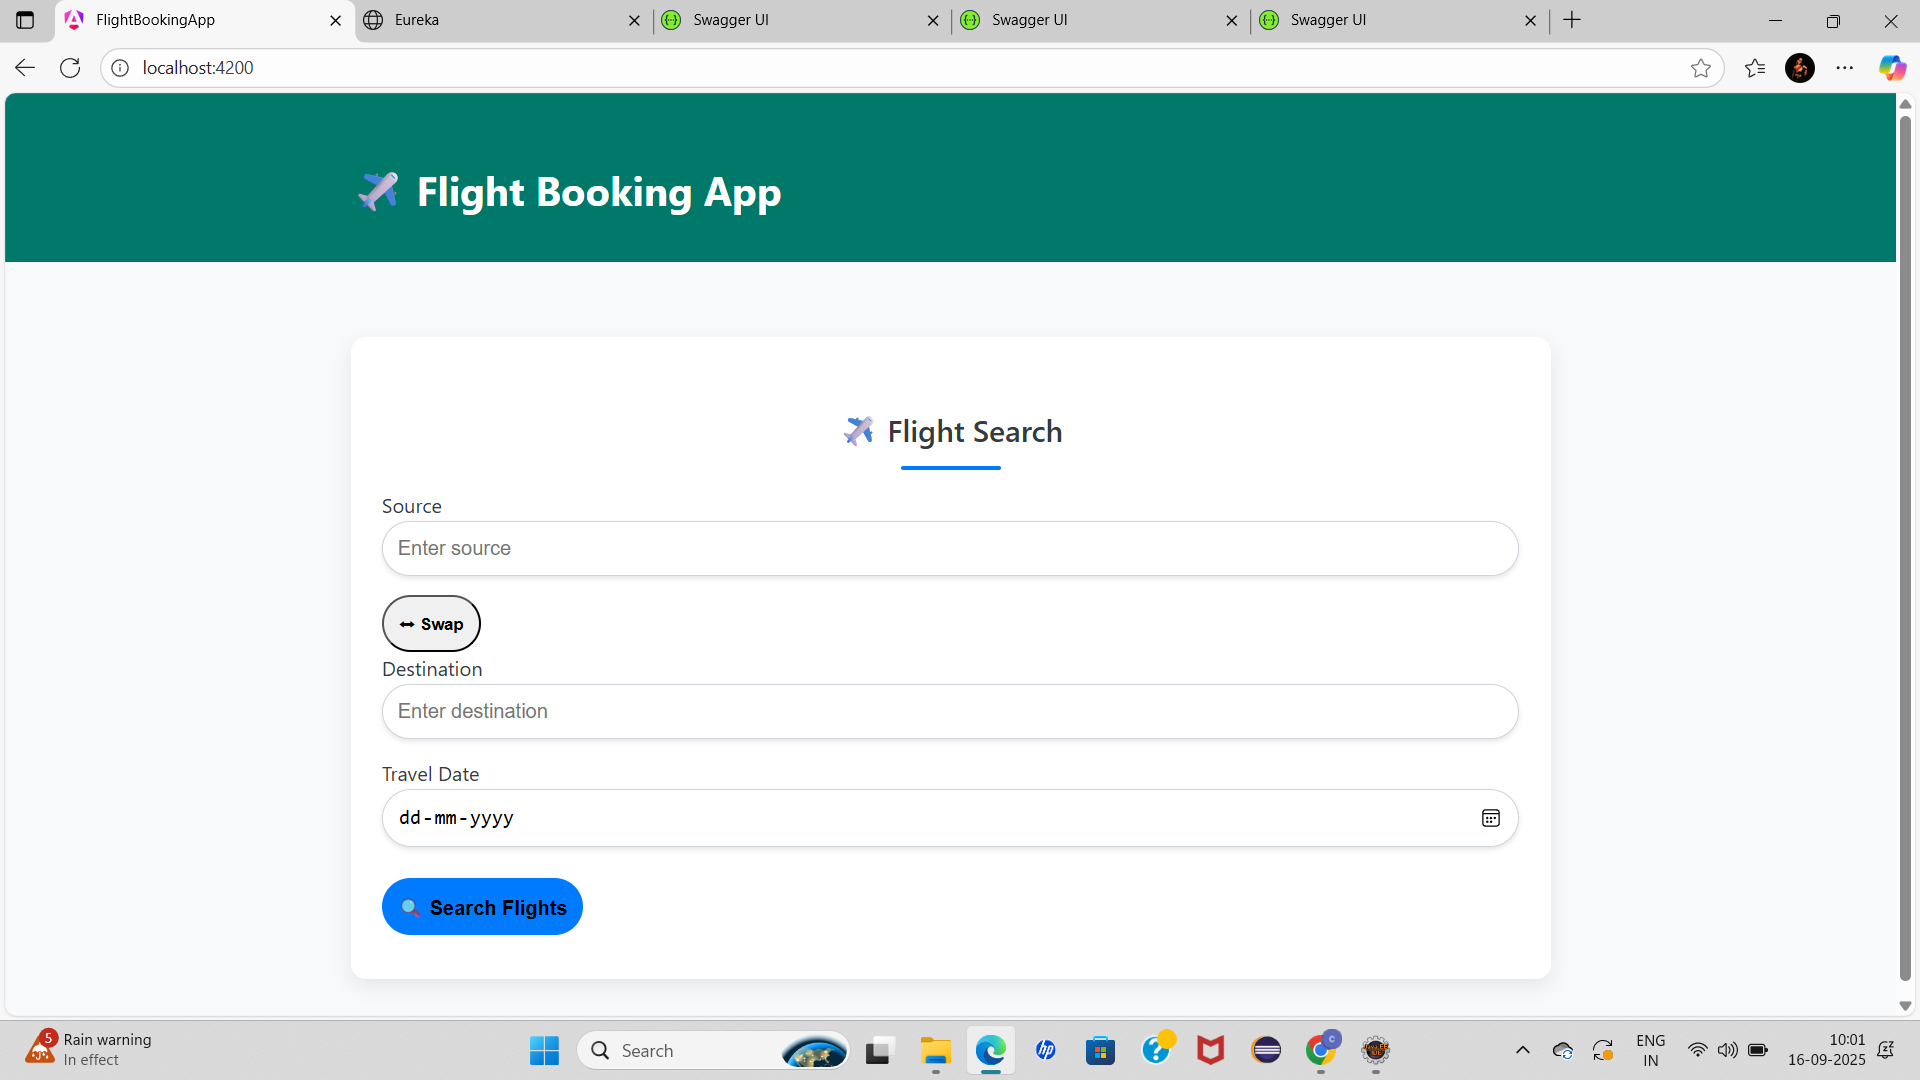 FlightBookingApp
Eureka
Swagger UI
Swagger UI
Swagger UI
localhost:4200
Flight Booking App
Flight Search
Source
Enter source
Swap
Destination
Enter destination
Travel Date
dd-mm-yyyy
Search Flights
5
Rain warning
In effect
Search
hp
C
ENG
IN
10:01
16-09-2025